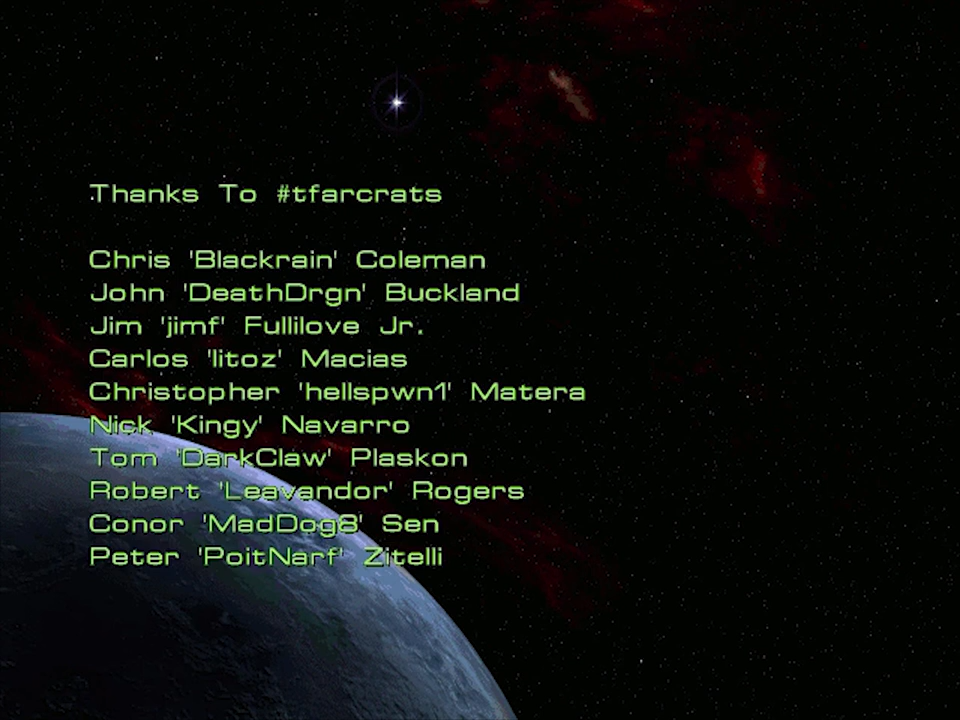 Thanks To #tfarcrats
Chris 'Blackrain' Coleman
John 'DeathDrgn' Buckland
Jim 'jimf' Fullilove Jr.
Carlos 'litoz' Macias
Christopher 'hellspwn1' Matera
Nick 'Kingy' Navarro
Tom 'DarkClaw' Plaskon
Robert 'Leavandor' Rogers
Conor 'MadDog8' Sen
Peter 'PoitNarf' Zitelli